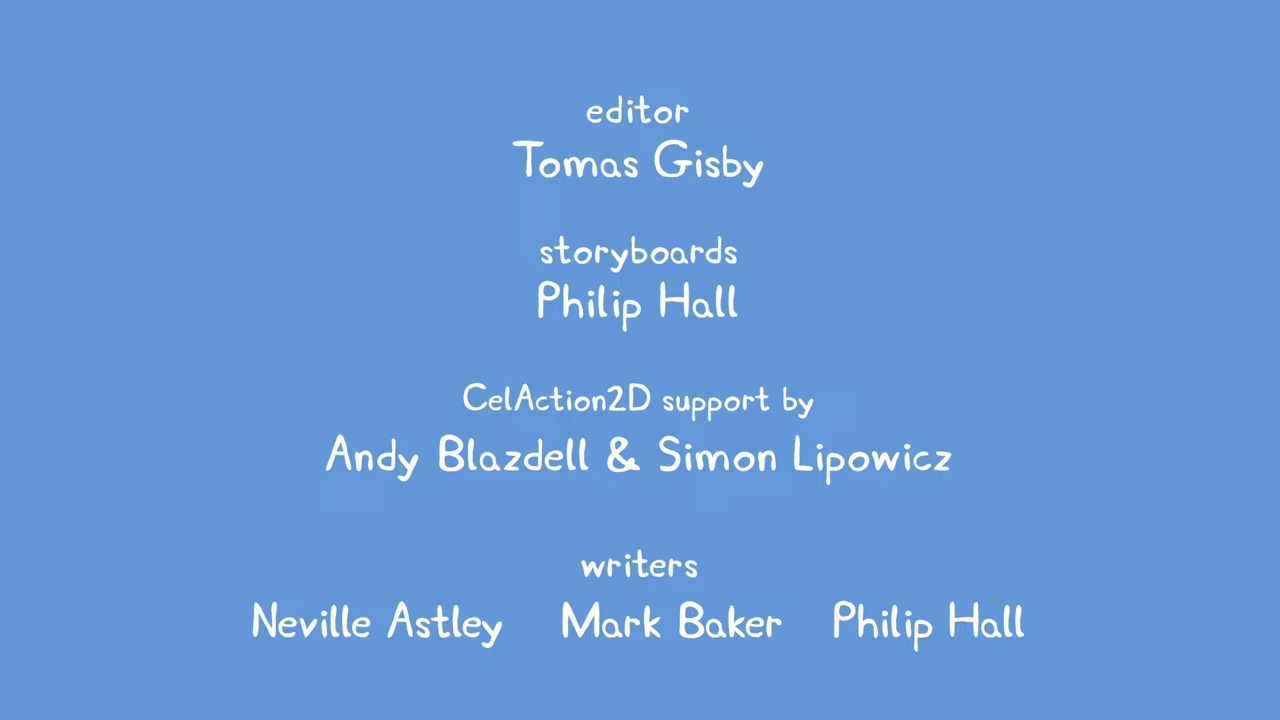 editor
Tomas Gisby
storyboards
Philip Hall
CelAction2D support by
Andy Blazdell & Simon Lipowicz
writers
Neville Astley Mark Baker Philip Hall